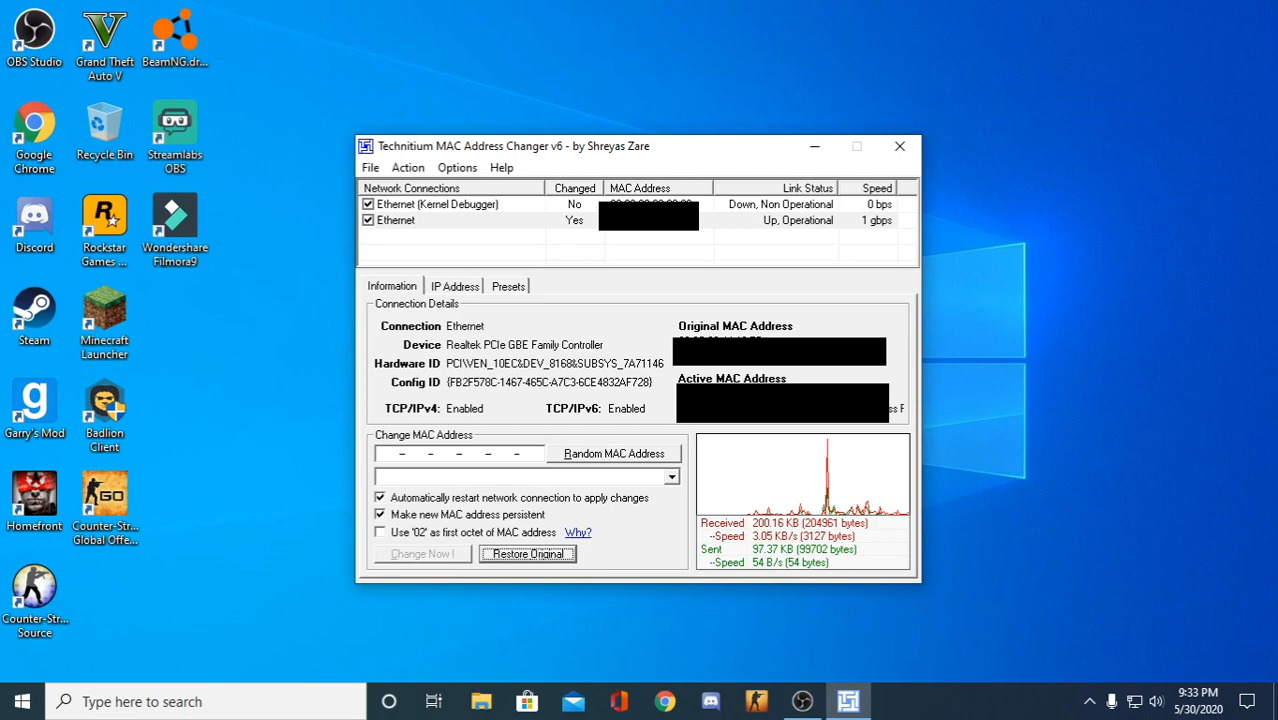 OBS Studio
Grand Theft
Auto V
BeamNG.dr...
Google
Chrome
Recycle Bin
Streamlabs
OBS
Discord
Rockstar
Games ...
Wondershare
Filmora9
Steam
Minecraft
Launcher
Garry's Mod
Badlion
Client
Homefront
Counter-Str...
Global Offe...
Counter-Str...
Source
Technitium MAC Address Changer v6 - by Shreyas Zare
File Action Options Help
Network Connections Changed MAC Address Link Status Speed
Ethernet (Kernel Debugger) No Down, Non Operational 0 bps
Ethernet Yes Up, Operational 1 gbps
Information IP Address Presets
Connection Details
Connection Ethernet
Device Realtek PCIe GBE Family Controller
Hardware ID PCI\VEN_10EC&DEV_8168&SUBSYS_7A71146
Config ID {FB2F578C-1467-465C-A7C3-6CE4832AF728}
TCP/IPv4: Enabled TCP/IPv6: Enabled
Original MAC Address
Active MAC Address
Change MAC Address
- - - - -
Random MAC Address
Automatically restart network connection to apply changes
Make new MAC address persistent
Use '02' as first octet of MAC address Why?
Change Now ! Restore Original
Received 200.16 KB (204961 bytes)
--Speed 3.05 KB/s (3127 bytes)
Sent 97.37 KB (99702 bytes)
--Speed 54 B/s (54 bytes)
Type here to search
9:33 PM
5/30/2020